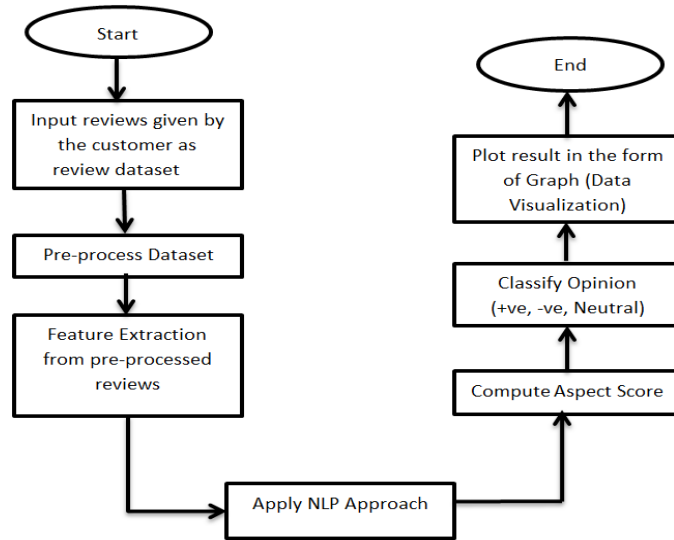 Start
Input reviews given by
the customer as
review dataset
Pre-process Dataset
Feature Extraction
from pre-processed
reviews
Apply NLP Approach
Compute Aspect Score
Classify Opinion
(+ve, -ve, Neutral)
Plot result in the form
of Graph (Data
Visualization)
End